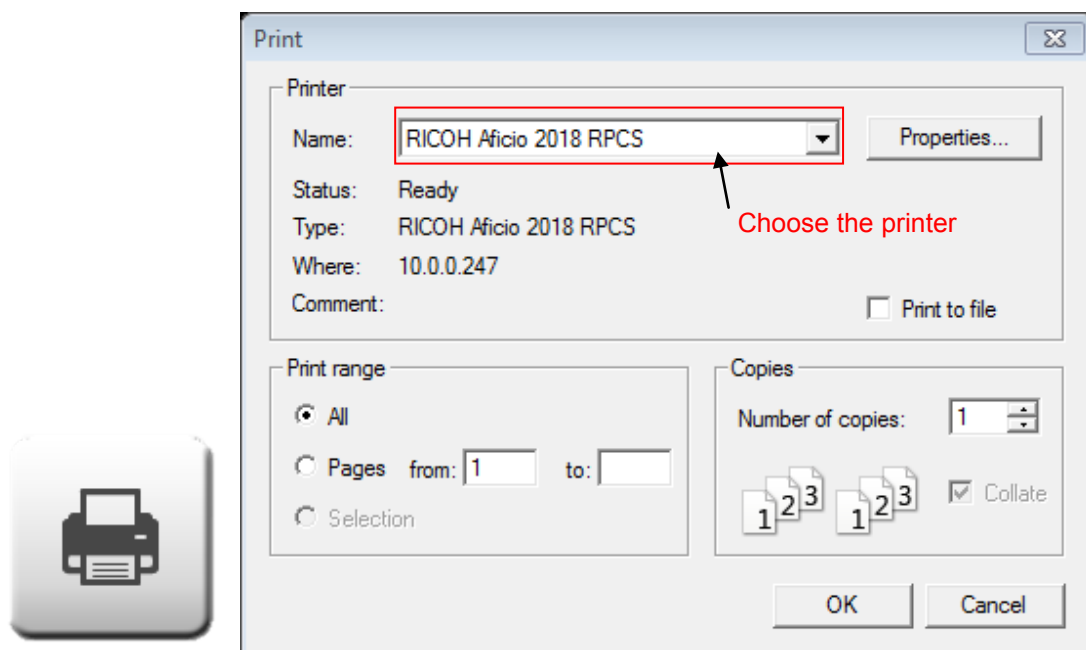 Print
Printer
Name: RICOH Aficio 2018 RPCS Properties...
Status: Ready
Type: RICOH Aficio 2018 RPCS
Choose the printer
Where: 10.0.0.247
Comment: Print to file
Print range
All
Pages from: 1 to:
Selection
Copies
Number of copies: 1
1 2 3 1 2 3 Collate
OK Cancel